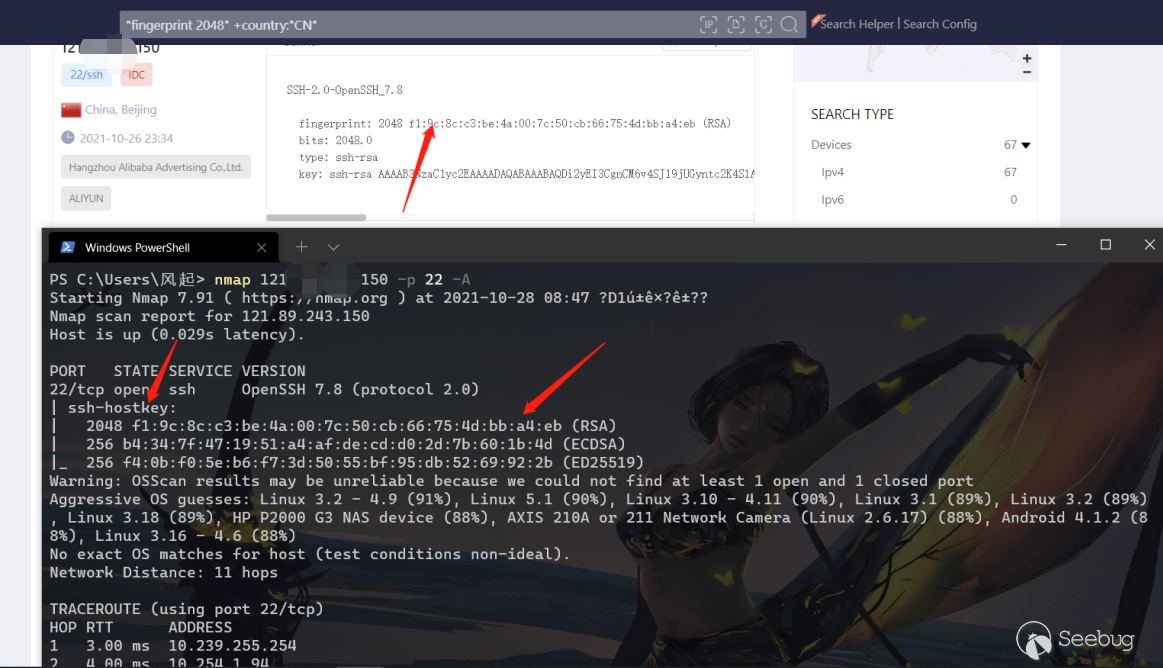 "fingerprint 2048" +country:"CN"
Search Helper | Search Config
121 150
22/ssh IDC
China, Beijing
2021-10-26 23:34
Hangzhou Alibaba Advertising Co.,Ltd.
ALIYUN
SSH-2.0-OpenSSH_7.8
fingerprint: 2048 f1:9c:8c:c3:be:4a:00:7c:50:cb:66:75:4d:bb:a4:eb (RSA)
bits: 2048.0
type: ssh-rsa
key: ssh-rsa
SEARCH TYPE
Devices 67
Ipv4 67
Ipv6 0
Windows PowerShell
PS C:\Users\风起> nmap 121 150 -p 22 -A
Starting Nmap 7.91 ( https://nmap.org ) at 2021-10-28 08:47 ?D1ú±ê×?ê±??
Nmap scan report for 121.89.243.150
Host is up (0.029s latency).
PORT STATE SERVICE VERSION
22/tcp open ssh OpenSSH 7.8 (protocol 2.0)
| ssh-hostkey:
| 2048 f1:9c:8c:c3:be:4a:00:7c:50:cb:66:75:4d:bb:a4:eb (RSA)
| 256 b4:34:7f:47:19:51:a4:af:de:cd:d0:2d:7b:60:1b:4d (ECDSA)
|_ 256 f4:0b:f0:5e:b6:f7:3d:50:55:bf:95:db:52:69:92:2b (ED25519)
Warning: OSScan results may be unreliable because we could not find at least 1 open and 1 closed port
Aggressive OS guesses: Linux 3.2 - 4.9 (91%), Linux 5.1 (90%), Linux 3.10 - 4.11 (90%), Linux 3.1 (89%), Linux 3.2 (89%)
, Linux 3.18 (89%), HP P2000 G3 NAS device (88%), AXIS 210A or 211 Network Camera (Linux 2.6.17) (88%), Android 4.1.2 (8
8%), Linux 3.16 - 4.6 (88%)
No exact OS matches for host (test conditions non-ideal).
Network Distance: 11 hops
TRACEROUTE (using port 22/tcp)
HOP RTT ADDRESS
1 3.00 ms 10.239.255.254
2 4.00 ms 10.254.1.94
Seebug